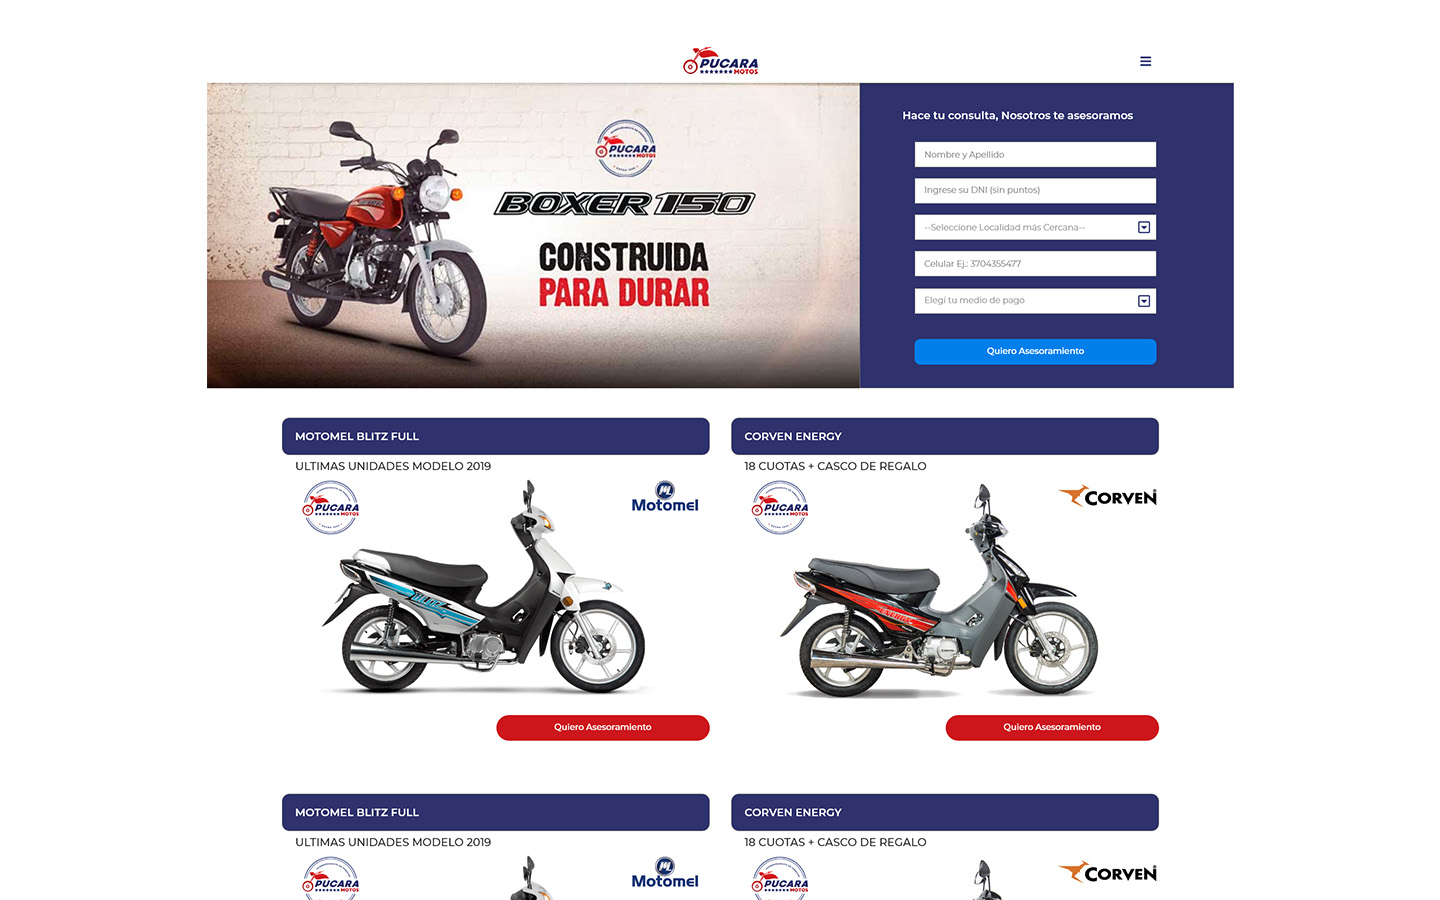 PUCARA
MOTOS
PUCARA
MOTOS
BOXER 150
CONSTRUIDA
PARA DURAR
Hace tu consulta, Nosotros te asesoramos
Nombre y Apellido
Ingrese su DNI (sin puntos)
--Seleccione Localidad más Cercana--
Celular Ej.: 3704355477
Elegí tu medio de pago
Quiero Asesoramiento
MOTOMEL BLITZ FULL
ULTIMAS UNIDADES MODELO 2019
PUCARA
MOTOS
Motomel
BLITZ
Quiero Asesoramiento
CORVEN ENERGY
18 CUOTAS + CASCO DE REGALO
PUCARA
MOTOS
CORVEN
ENERGY
CORVEN
Quiero Asesoramiento
MOTOMEL BLITZ FULL
ULTIMAS UNIDADES MODELO 2019
PUCARA
MOTOS
Motomel
CORVEN ENERGY
18 CUOTAS + CASCO DE REGALO
PUCARA
MOTOS
CORVEN